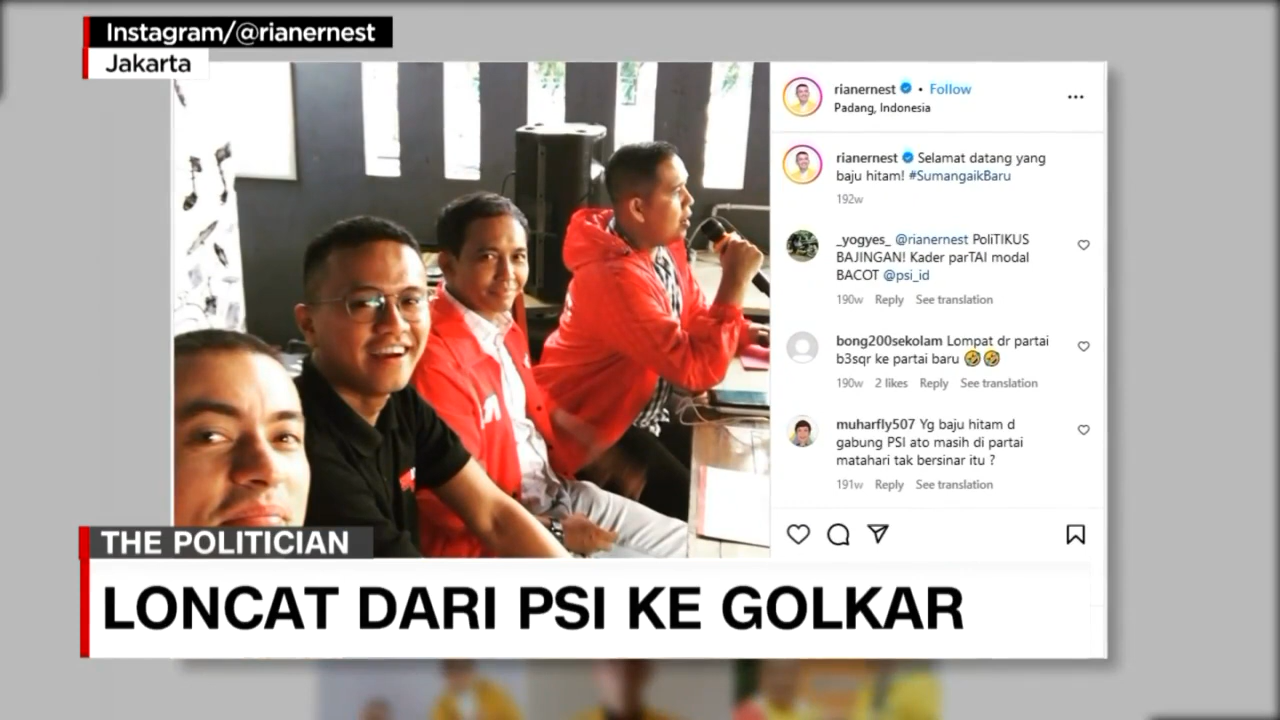 Instagram/@rianernest
Jakarta
rianernest • Follow
Padang, Indonesia
rianernest Selamat datang yang
baju hitam! #SumangaikBaru
192w
_yogyes_ @rianernest PoliTIKUS
BAJINGAN! Kader parTAI modal
BACOT @psi_id
190w Reply See translation
bong200sekolam Lompat dr partai
b3sqr ke partai baru 🤣🤣
190w 2 likes Reply See translation
muharfly507 Yg baju hitam d
gabung PSI ato masih di partai
matahari tak bersinar itu ?
191w Reply See translation
THE POLITICIAN
LONCAT DARI PSI KE GOLKAR